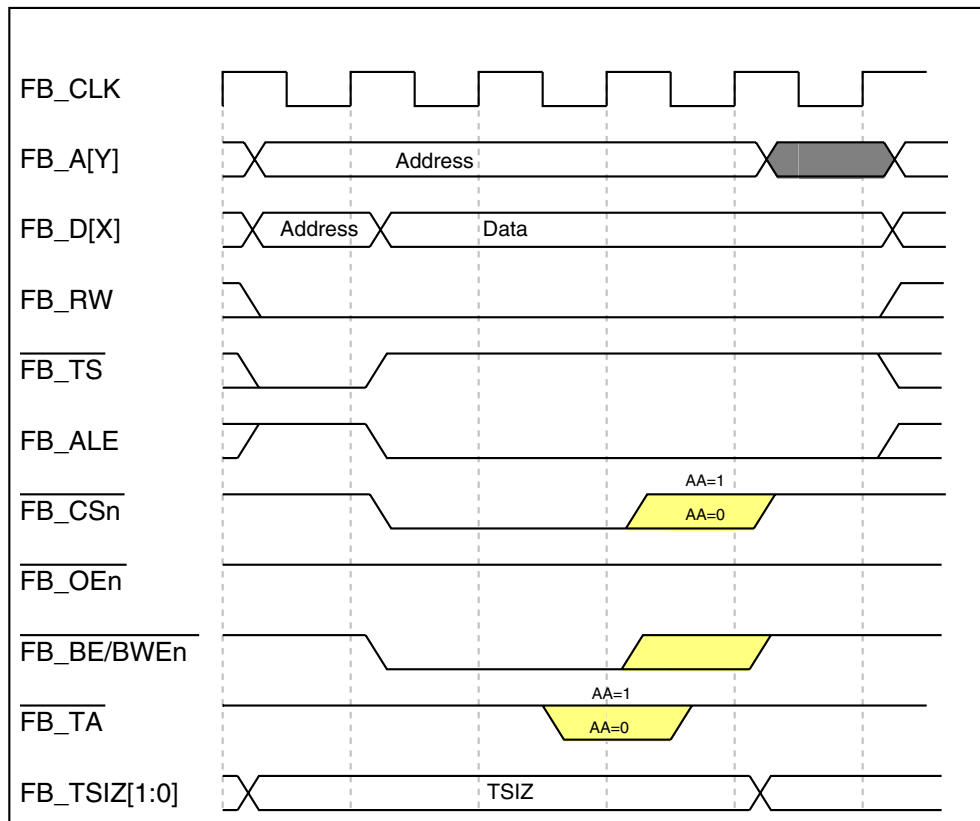 FB_CLK
FB_A[Y]
Address
FB_D[X]
Address
Data
FB_RW
FB_TS
FB_ALE
AA=1
FB_CSn
AA=0
FB_OEn
FB_BE/BWEn
AA=1
FB_TA
AA=0
FB_TSIZ[1:0]
TSIZ